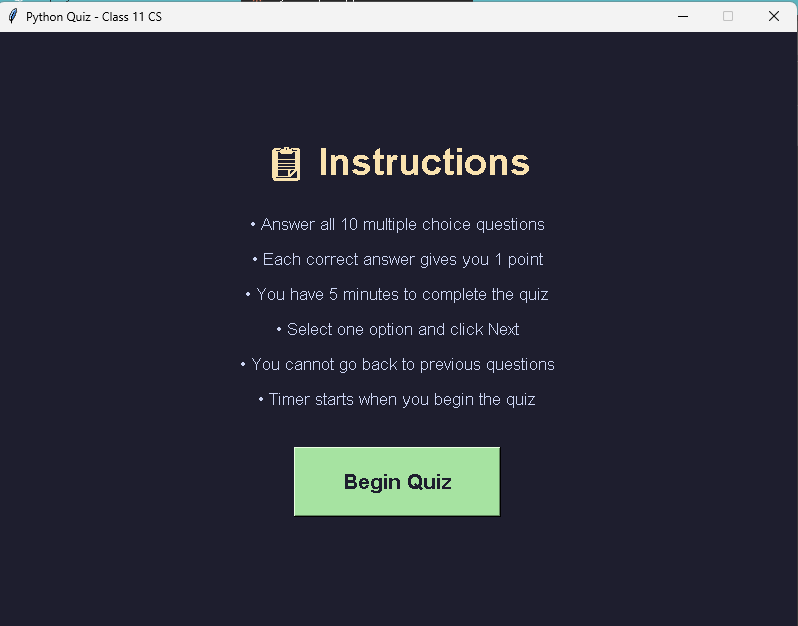 Python Quiz - Class 11 CS
📋 Instructions
• Answer all 10 multiple choice questions
• Each correct answer gives you 1 point
• You have 5 minutes to complete the quiz
• Select one option and click Next
• You cannot go back to previous questions
• Timer starts when you begin the quiz
Begin Quiz